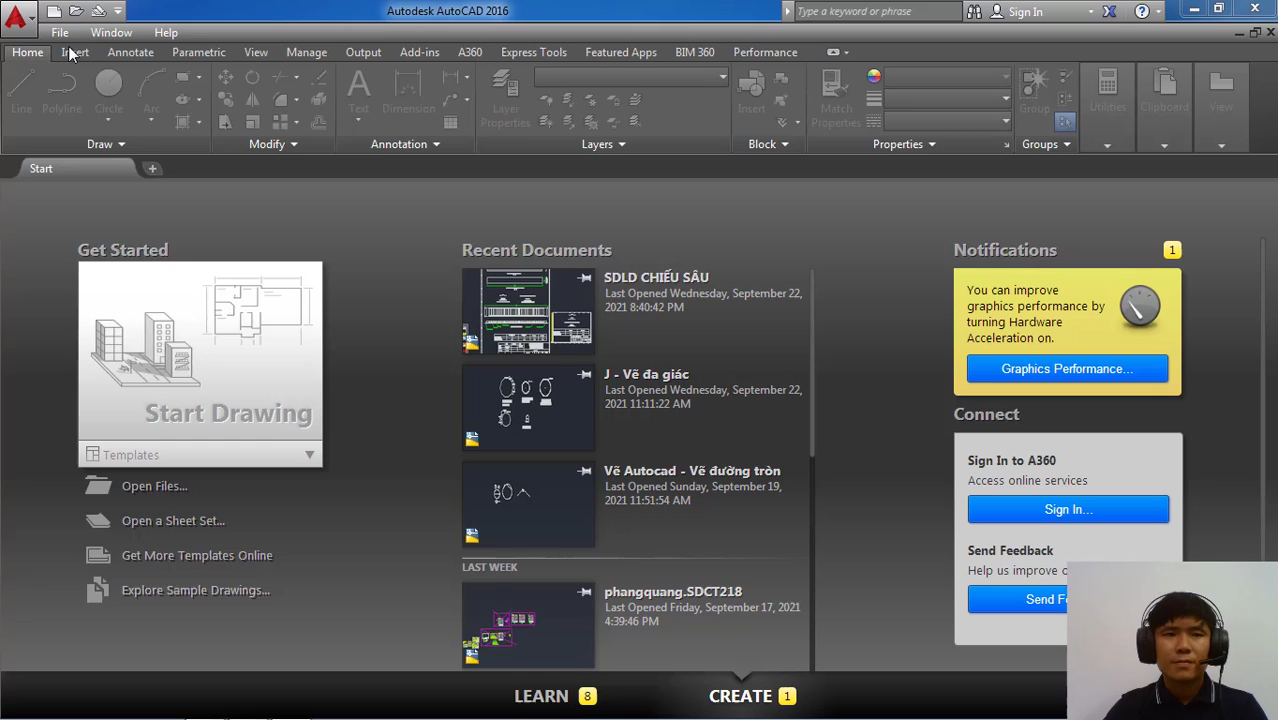 Autodesk AutoCAD 2016
Type a keyword or phrase
Sign In
File Window Help
Home Insert Annotate Parametric View Manage Output Add-ins A360 Express Tools Featured Apps BIM 360 Performance
Line Polyline Circle Arc Text Dimension Layer Properties Insert Match Properties Group Utilities Clipboard View
Draw Modify Annotation Layers Block Properties Groups
Start
Get Started
Start Drawing
Templates
Open Files...
Open a Sheet Set...
Get More Templates Online
Explore Sample Drawings...
Recent Documents
SDLD CHIẾU SÂU
Last Opened Wednesday, September 22, 2021 8:40:42 PM
J - Vẽ đa giác
Last Opened Wednesday, September 22, 2021 11:11:22 AM
Vẽ Autocad - Vẽ đường tròn
Last Opened Sunday, September 19, 2021 11:51:54 AM
LAST WEEK
phangquang.SDCT218
Last Opened Friday, September 17, 2021 4:39:46 PM
Notifications 1
You can improve
graphics performance by
turning Hardware
Acceleration on.
Graphics Performance...
Connect
Sign In to A360
Access online services
Sign In...
Send Feedback
Help us improve
Send
LEARN 8
CREATE 1